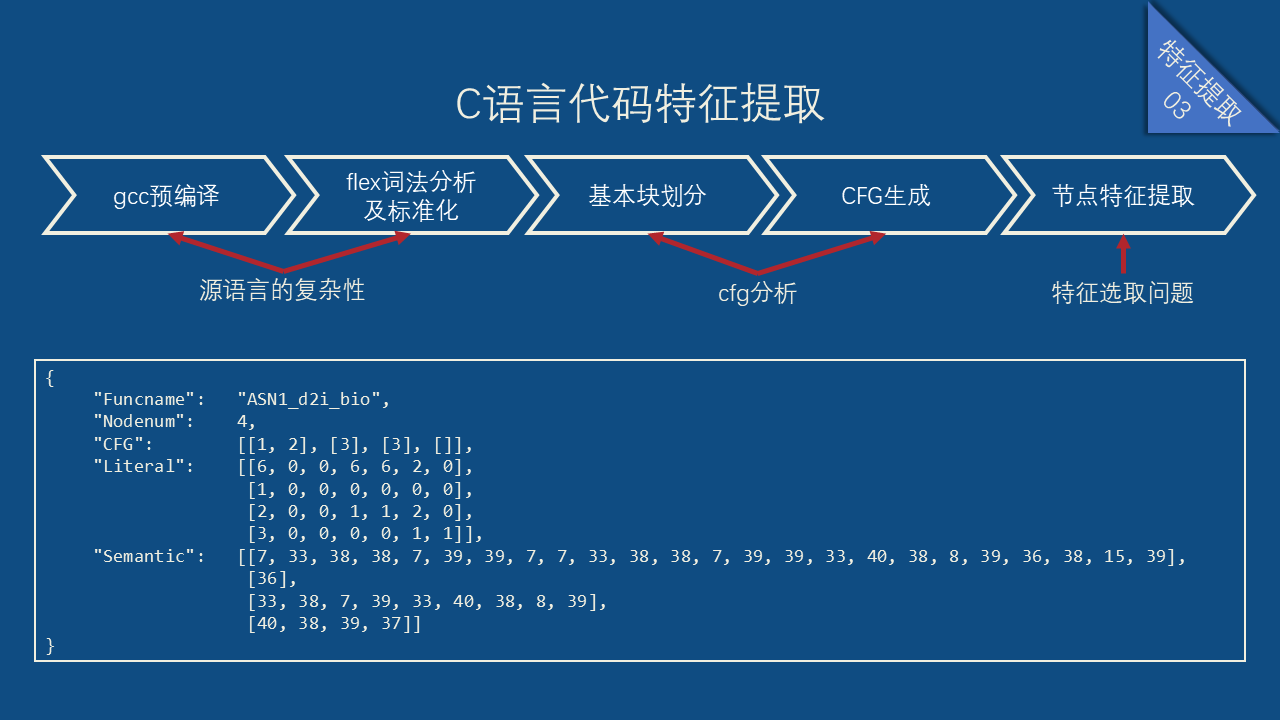 特征提取
03
C语言代码特征提取
gcc预编译
flex词法分析
及标准化
基本块划分
CFG生成
节点特征提取
源语言的复杂性
cfg分析
特征选取问题
{
"Funcname": "ASN1_d2i_bio",
"Nodenum": 4,
"CFG": [[1, 2], [3], [3], []],
"Literal": [[6, 0, 0, 6, 6, 2, 0],
[1, 0, 0, 0, 0, 0, 0],
[2, 0, 0, 1, 1, 2, 0],
[3, 0, 0, 0, 0, 1, 1]],
"Semantic": [[7, 33, 38, 38, 7, 39, 39, 7, 7, 33, 38, 38, 7, 39, 39, 33, 40, 38, 8, 39, 36, 38, 15, 39],
[36],
[33, 38, 7, 39, 33, 40, 38, 8, 39],
[40, 38, 39, 37]]
}